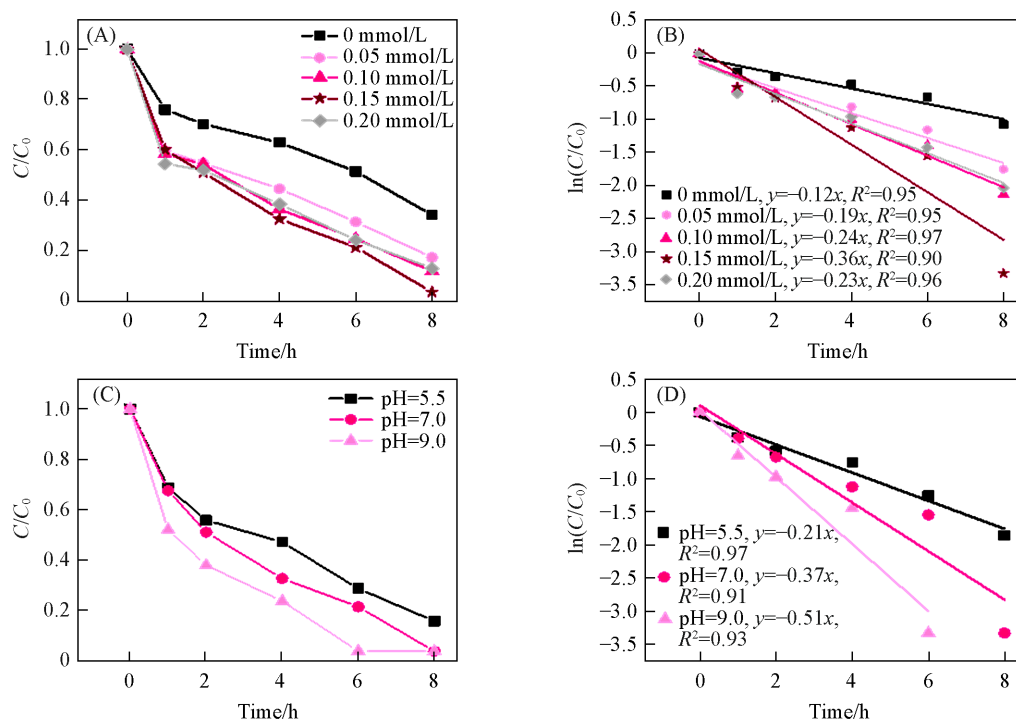 (A)
0 mmol/L
0.05 mmol/L
0.10 mmol/L
0.15 mmol/L
0.20 mmol/L
1.0
0.8
0.6
0.4
0.2
0
C/C₀
0 2 4 6 8
Time/h
(B)
0.5
0
−0.5
−1.0
−1.5
−2.0
−2.5
−3.0
−3.5
ln(C/C₀)
0 mmol/L, y=−0.12x, R²=0.95
0.05 mmol/L, y=−0.19x, R²=0.95
0.10 mmol/L, y=−0.24x, R²=0.97
0.15 mmol/L, y=−0.36x, R²=0.90
0.20 mmol/L, y=−0.23x, R²=0.96
0 2 4 6 8
Time/h
(C)
pH=5.5
pH=7.0
pH=9.0
1.0
0.8
0.6
0.4
0.2
0
C/C₀
0 2 4 6 8
Time/h
(D)
0.5
0
−0.5
−1.0
−1.5
−2.0
−2.5
−3.0
−3.5
ln(C/C₀)
pH=5.5, y=−0.21x,
R²=0.97
pH=7.0, y=−0.37x,
R²=0.91
pH=9.0, y=−0.51x,
R²=0.93
0 2 4 6 8
Time/h